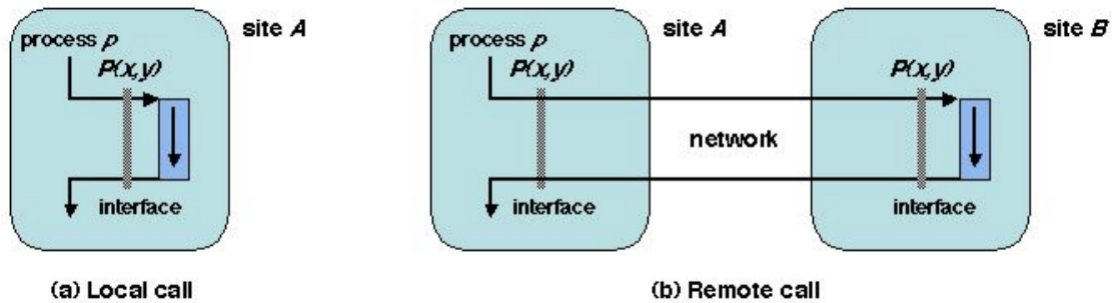 site A
process p
P(x,y)
interface
(a) Local call
site A
process p
P(x,y)
interface
network
site B
P(x,y)
interface
(b) Remote call